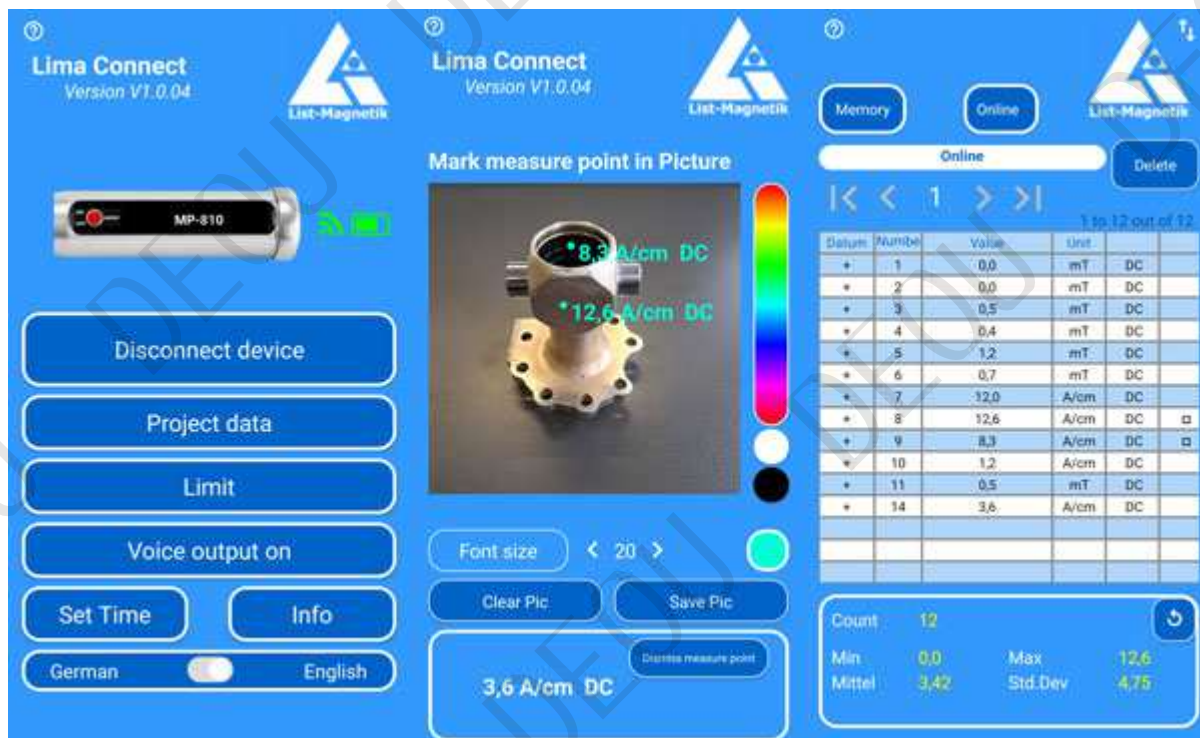 Lima Connect
Version V1.0.04
List-Magnetik
MP-810
Disconnect device
Project data
Limit
Voice output on
Set Time
Info
German
English
Lima Connect
Version V1.0.04
List-Magnetik
Mark measure point in Picture
8,3 A/cm DC
12,6 A/cm DC
Font size < 20 >
Clear Pic
Save Pic
Dismiss measure point
3,6 A/cm DC
List-Magnetik
Memory
Online
Online
Delete
1
1 to 12 out of 12
Datum Numbe Value Unit
+ 1 0,0 mT DC
+ 2 0,0 mT DC
+ 3 0,5 mT DC
+ 4 0,4 mT DC
+ 5 1,2 mT DC
+ 6 0,7 mT DC
+ 7 12,0 A/cm DC
+ 8 12,6 A/cm DC
+ 9 8,3 A/cm DC
+ 10 1,2 A/cm DC
+ 11 0,5 mT DC
+ 14 3,6 A/cm DC
Count 12
Min 0,0 Max 12,6
Mittel 3,42 Std.Dev 4,75
DEDU